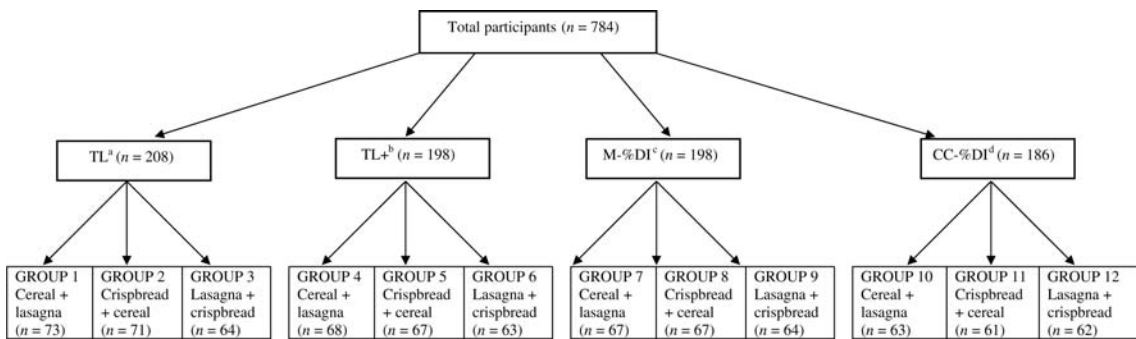 Total participants (n = 784)
TLᵃ (n = 208)
TL+ᵇ (n = 198)
M-%DIᶜ (n = 198)
CC-%DIᵈ (n = 186)
GROUP 1
Cereal +
lasagna
(n = 73)
GROUP 2
Crispbread
+ cereal
(n = 71)
GROUP 3
Lasagna +
crispbread
(n = 64)
GROUP 4
Cereal +
lasagna
(n = 68)
GROUP 5
Crispbread
+ cereal
(n = 67)
GROUP 6
Lasagna +
crispbread
(n = 63)
GROUP 7
Cereal +
lasagna
(n = 67)
GROUP 8
Crispbread
+ cereal
(n = 67)
GROUP 9
Lasagna +
crispbread
(n = 64)
GROUP 10
Cereal +
lasagna
(n = 63)
GROUP 11
Crispbread
+ cereal
(n = 61)
GROUP 12
Lasagna +
crispbread
(n = 62)